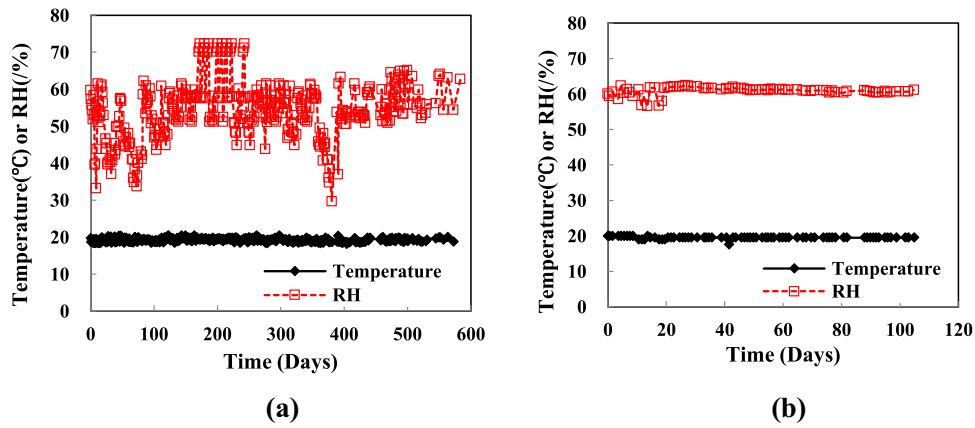 80
70
60
50
40
30
20
10
0
Temperature(℃) or RH(/%)
Temperature
RH
0 100 200 300 400 500 600
Time (Days)
(a)
80
70
60
50
40
30
20
10
0
Temperature(℃) or RH(/%)
Temperature
RH
0 20 40 60 80 100 120
Time (Days)
(b)